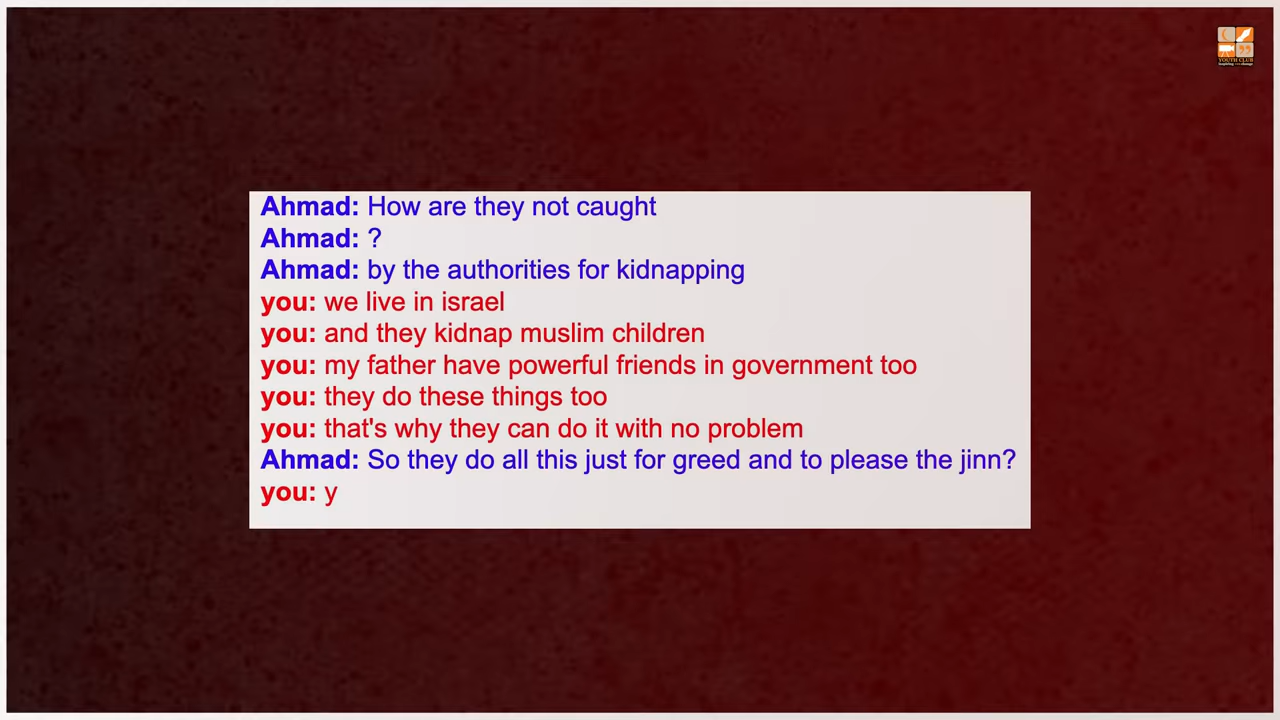 YOUTH CLUB
Ahmad: How are they not caught
Ahmad: ?
Ahmad: by the authorities for kidnapping
you: we live in israel
you: and they kidnap muslim children
you: my father have powerful friends in government too
you: they do these things too
you: that's why they can do it with no problem
Ahmad: So they do all this just for greed and to please the jinn?
you: y